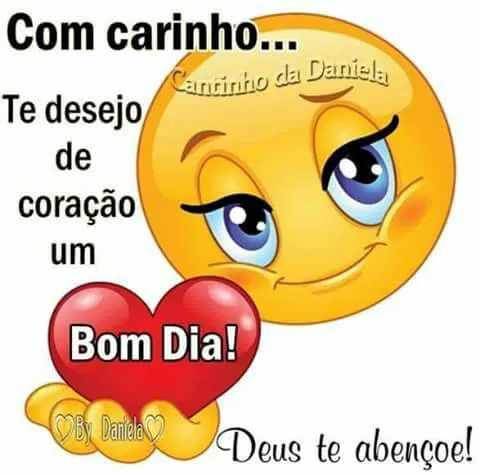 Com carinho...
Cantinho da Daniela
Te desejo
de
coração
um
Bom Dia!
♡By Daniela♡
Deus te abençoe!